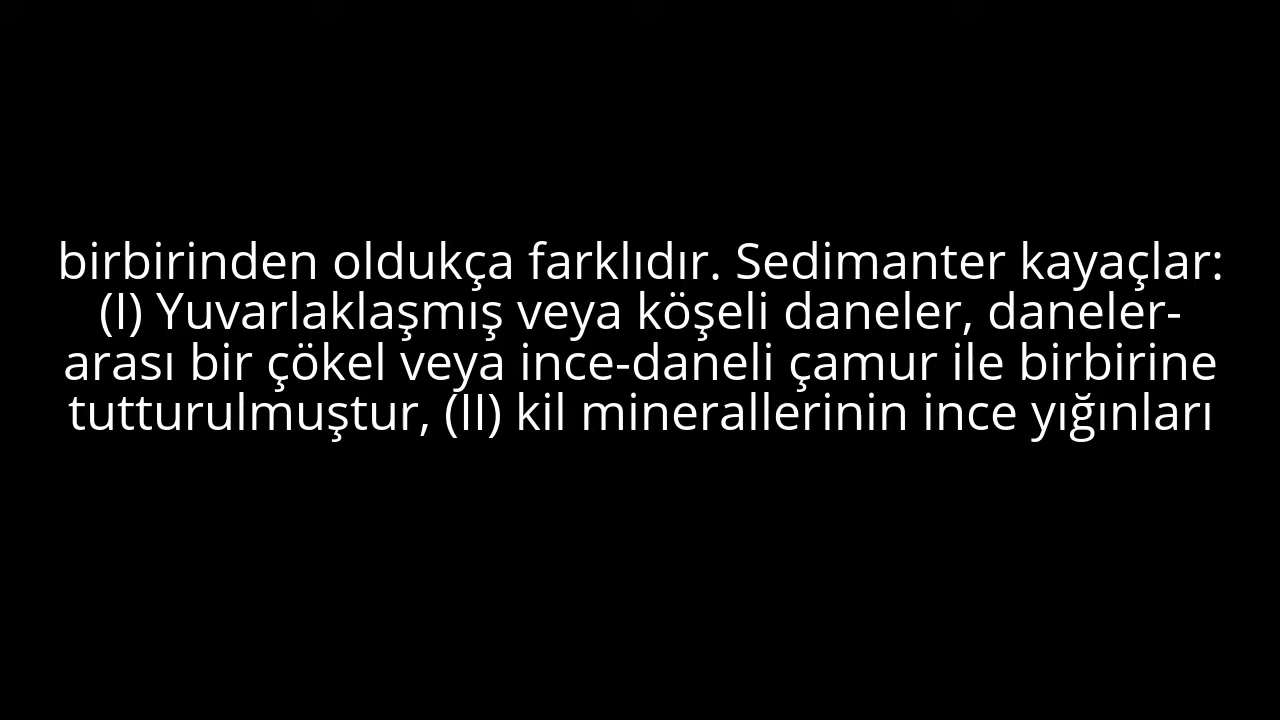 birbirinden oldukça farklıdır. Sedimanter kayaçlar:
(I) Yuvarlaklaşmış veya köşeli daneler, daneler-
arası bir çökel veya ince-daneli çamur ile birbirine
tutturulmuştur, (II) kil minerallerinin ince yığınları